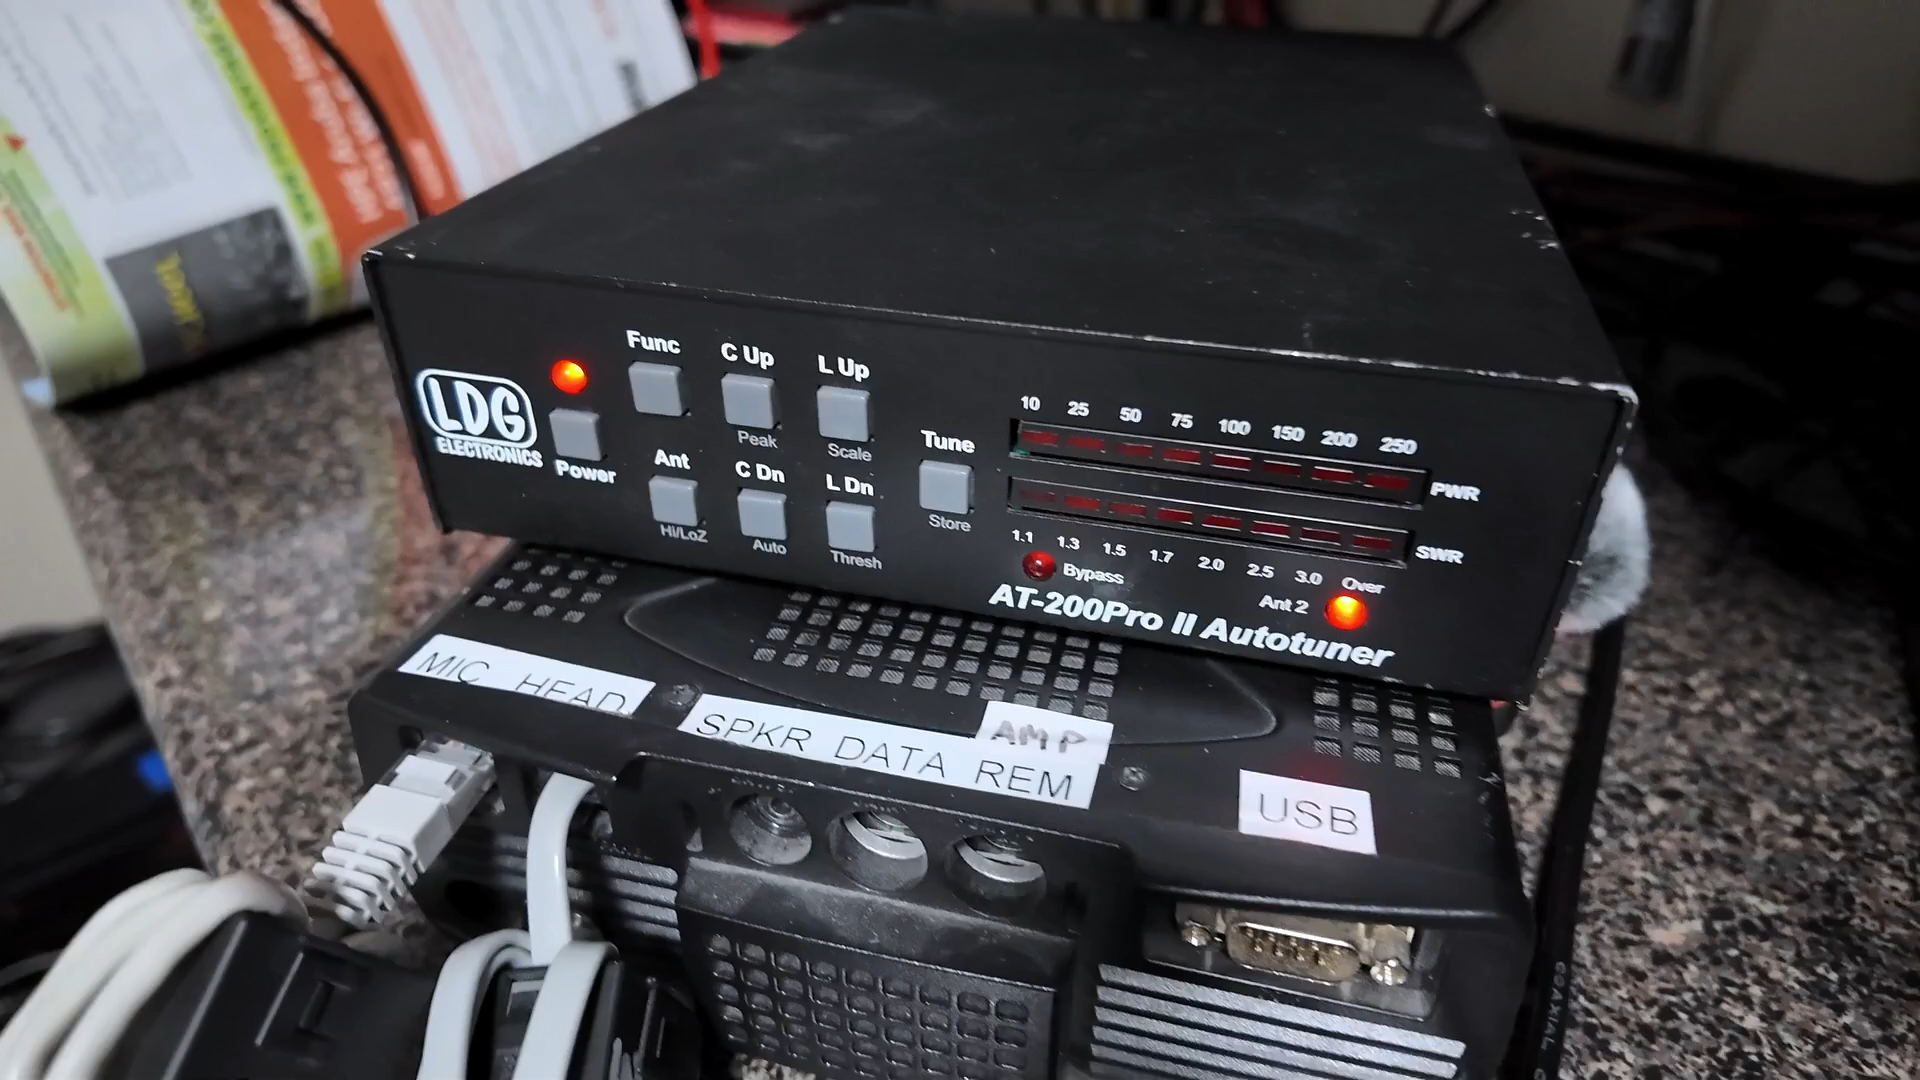 Func
C Up
L Up
LDG
ELECTRONICS
Power
Peak
Scale
Ant
C Dn
L Dn
Hi/LoZ
Auto
Thresh
Tune
Store
10 25 50 75 100 150 200 250
PWR
SWR
1.1 1.3 1.5 1.7 2.0 2.5 3.0 Over
Bypass
Ant 2
AT-200Pro II Autotuner
MIC HEAD
SPKR DATA REM
AMP
USB
COAXIAL